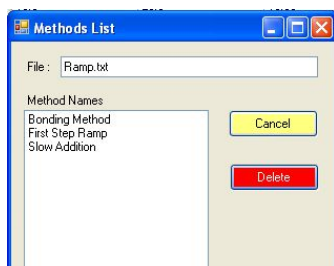 Methods List
File : Ramp.txt
Method Names
Bonding Method
First Step Ramp
Slow Addition
Cancel
Delete